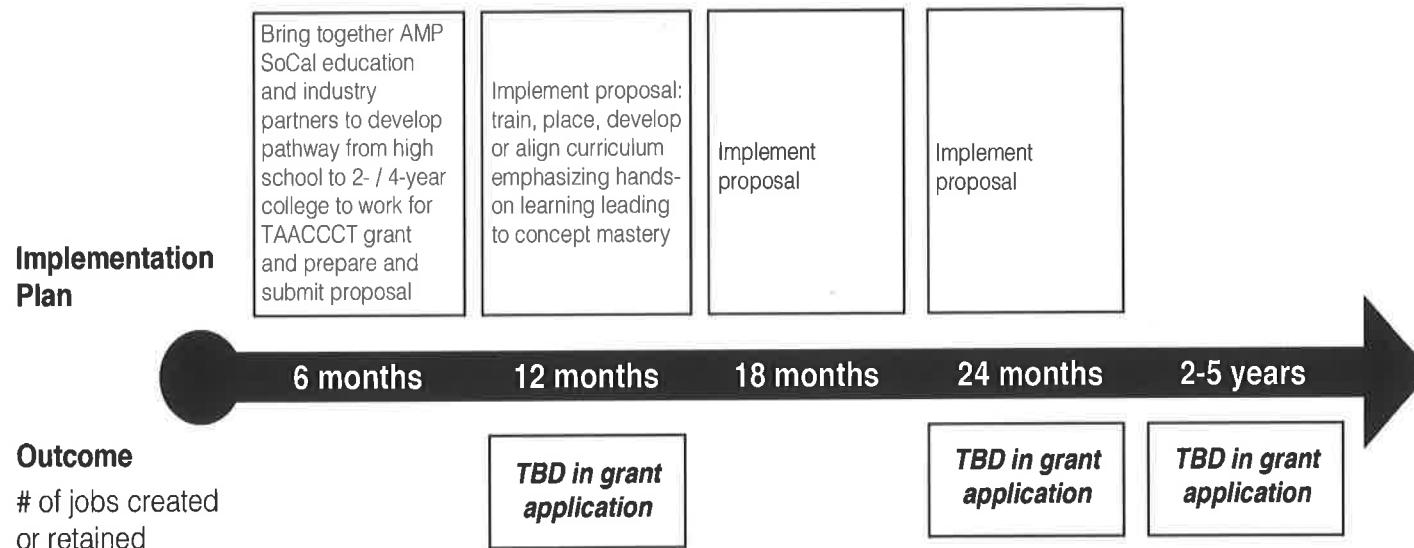 Bring together AMP
SoCal education
and industry
partners to develop
pathway from high
school to 2- / 4-year
college to work for
TAACCCT grant
and prepare and
submit proposal
Implement proposal:
train, place, develop
or align curriculum
emphasizing hands-
on learning leading
to concept mastery
Implement
proposal
Implement
proposal
Implementation
Plan
6 months
12 months
18 months
24 months
2-5 years
Outcome
# of jobs created
or retained
TBD in grant
application
TBD in grant
application
TBD in grant
application